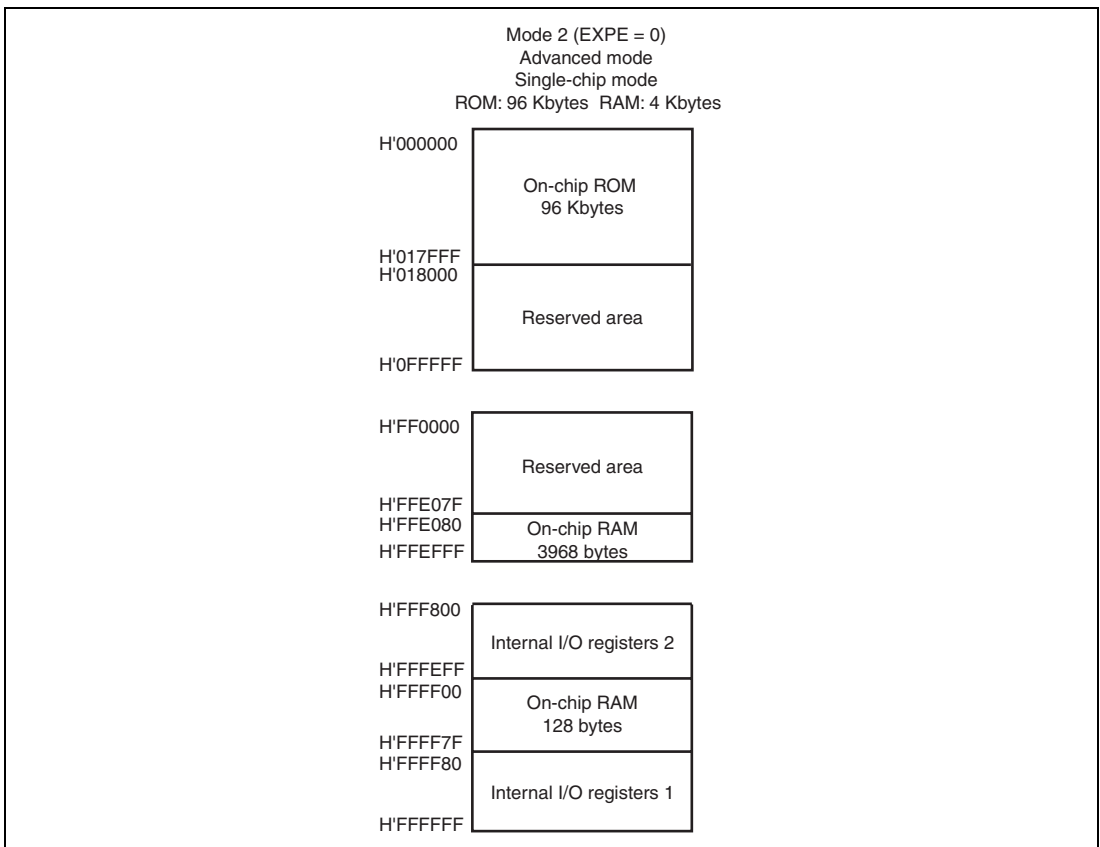 Mode 2 (EXPE = 0)
Advanced mode
Single-chip mode
ROM: 96 Kbytes RAM: 4 Kbytes
H'000000
On-chip ROM
96 Kbytes
H'017FFF
H'018000
Reserved area
H'0FFFFF
H'FF0000
Reserved area
H'FFE07F
H'FFE080
On-chip RAM
3968 bytes
H'FFEFFF
H'FFF800
Internal I/O registers 2
H'FFFEFF
H'FFFF00
On-chip RAM
128 bytes
H'FFFF7F
H'FFFF80
Internal I/O registers 1
H'FFFFFF